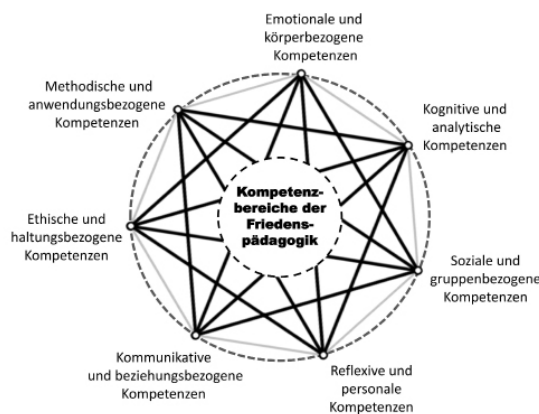 Emotionale und
körperbezogene
Kompetenzen
Methodische und
anwendungsbezogene
Kompetenzen
Kognitive und
analytische
Kompetenzen
Kompetenz-
bereiche der
Friedens-
pädagogik
Ethische und
haltungsbezogene
Kompetenzen
Soziale und
gruppenbezogene
Kompetenzen
Kommunikative
und beziehungsbezogene
Kompetenzen
Reflexive und
personale
Kompetenzen